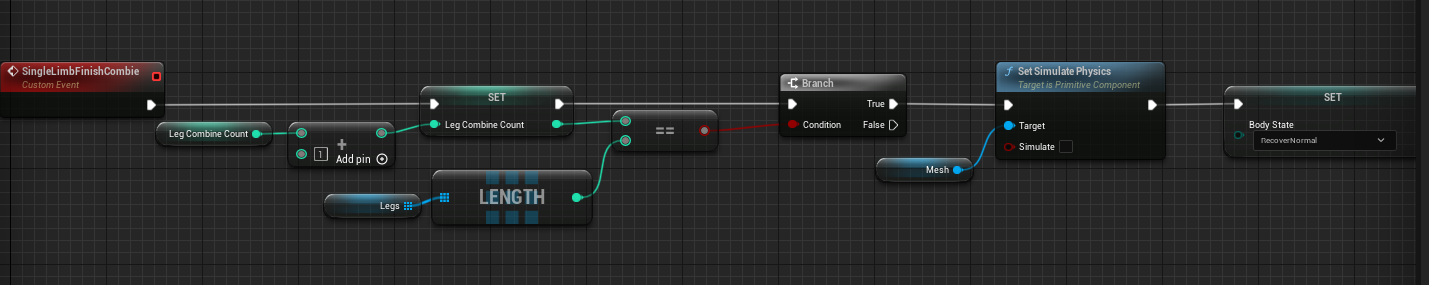 SingleLimbFinishCombie
Custom Event
Leg Combine Count
1
+
Add pin
SET
Leg Combine Count
Legs
LENGTH
==
Branch
True
Condition
False
f
Set Simulate Physics
Target is Primitive Component
Target
Simulate
Mesh
SET
Body State
RecoverNormal